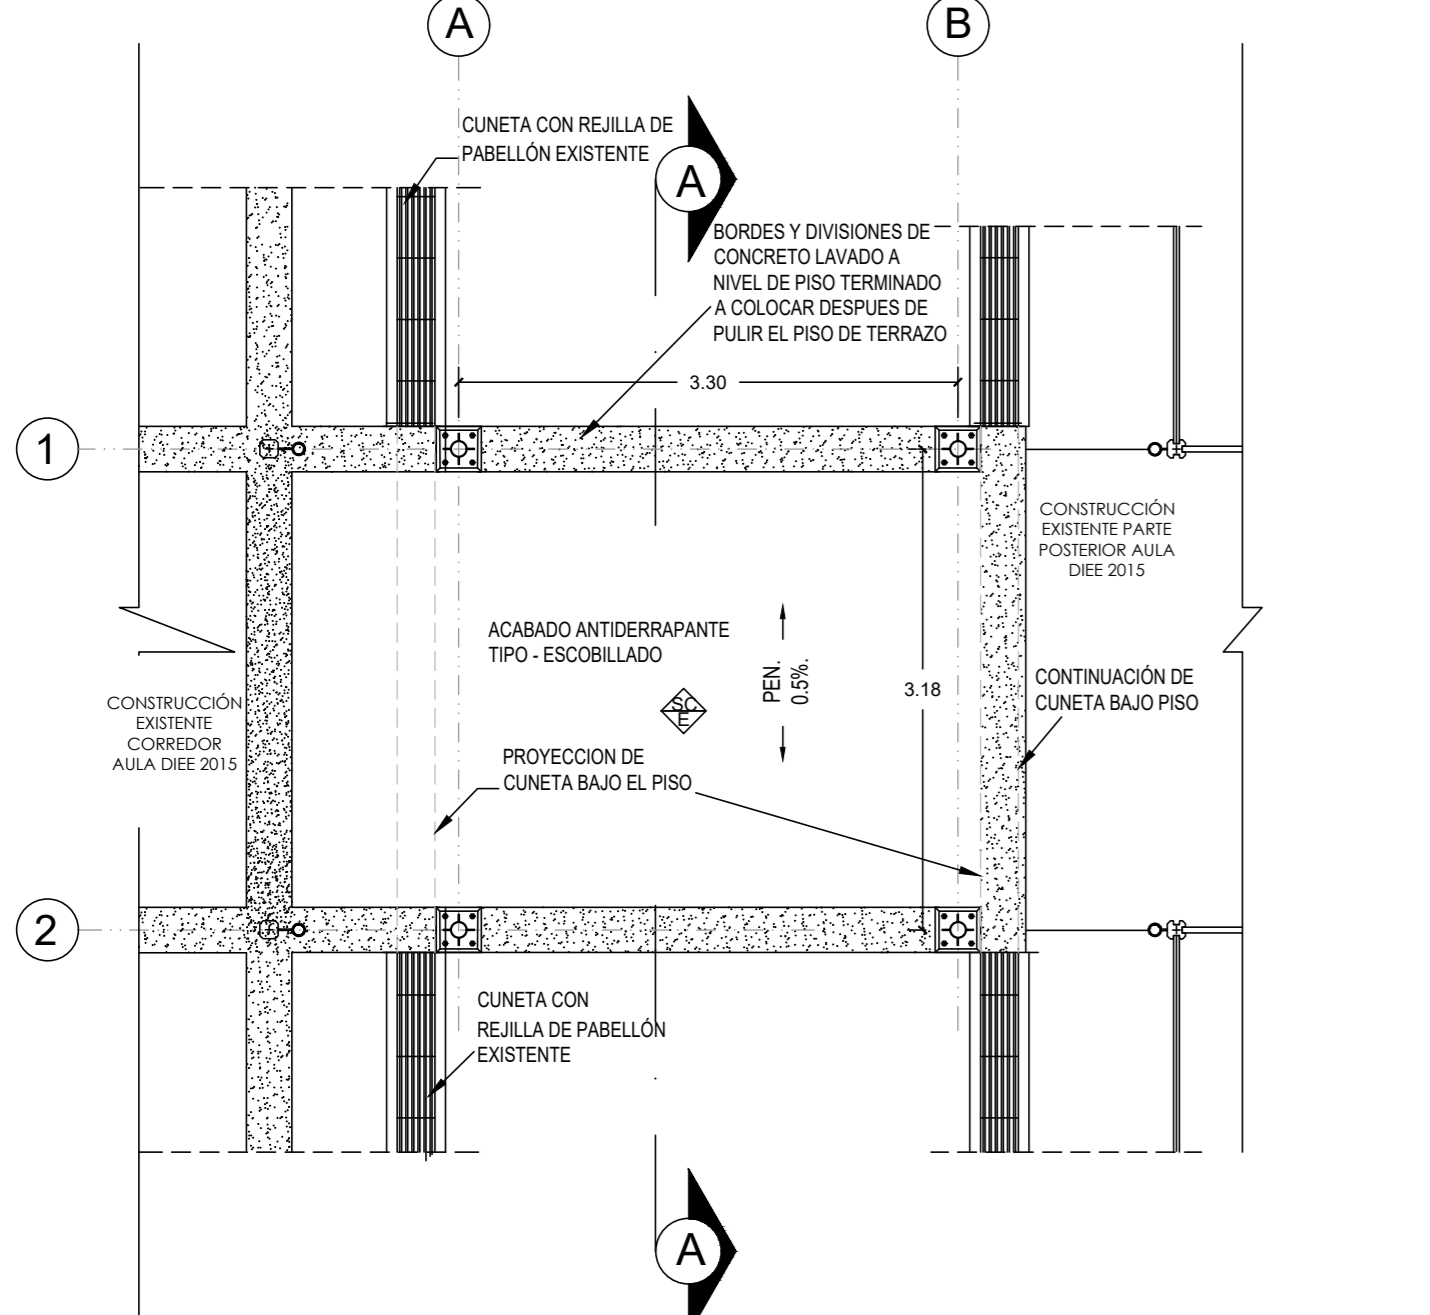 A
B
CUNETA CON REJILLA DE
PABELLÓN EXISTENTE
A
BORDES Y DIVISIONES DE
CONCRETO LAVADO A
NIVEL DE PISO TERMINADO
A COLOCAR DESPUES DE
PULIR EL PISO DE TERRAZO
3.30
1
CONSTRUCCIÓN
EXISTENTE PARTE
POSTERIOR AULA
DIEE 2015
ACABADO ANTIDERRAPANTE
TIPO - ESCOBILLADO
PEN.
0.5%.
3.18
SC
E
CONTINUACIÓN DE
CUNETA BAJO PISO
CONSTRUCCIÓN
EXISTENTE
CORREDOR
AULA DIEE 2015
PROYECCION DE
CUNETA BAJO EL PISO
2
CUNETA CON
REJILLA DE PABELLÓN
EXISTENTE
A